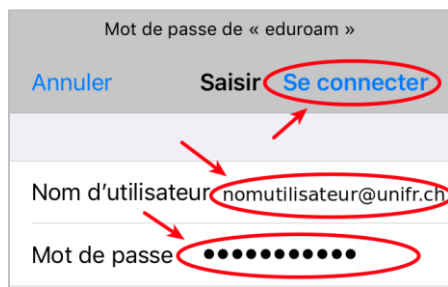 Mot de passe de « eduroam »
Annuler Saisir Se connecter
Nom d'utilisateur nomutilisateur@unifr.ch
Mot de passe ●●●●●●●●●●●